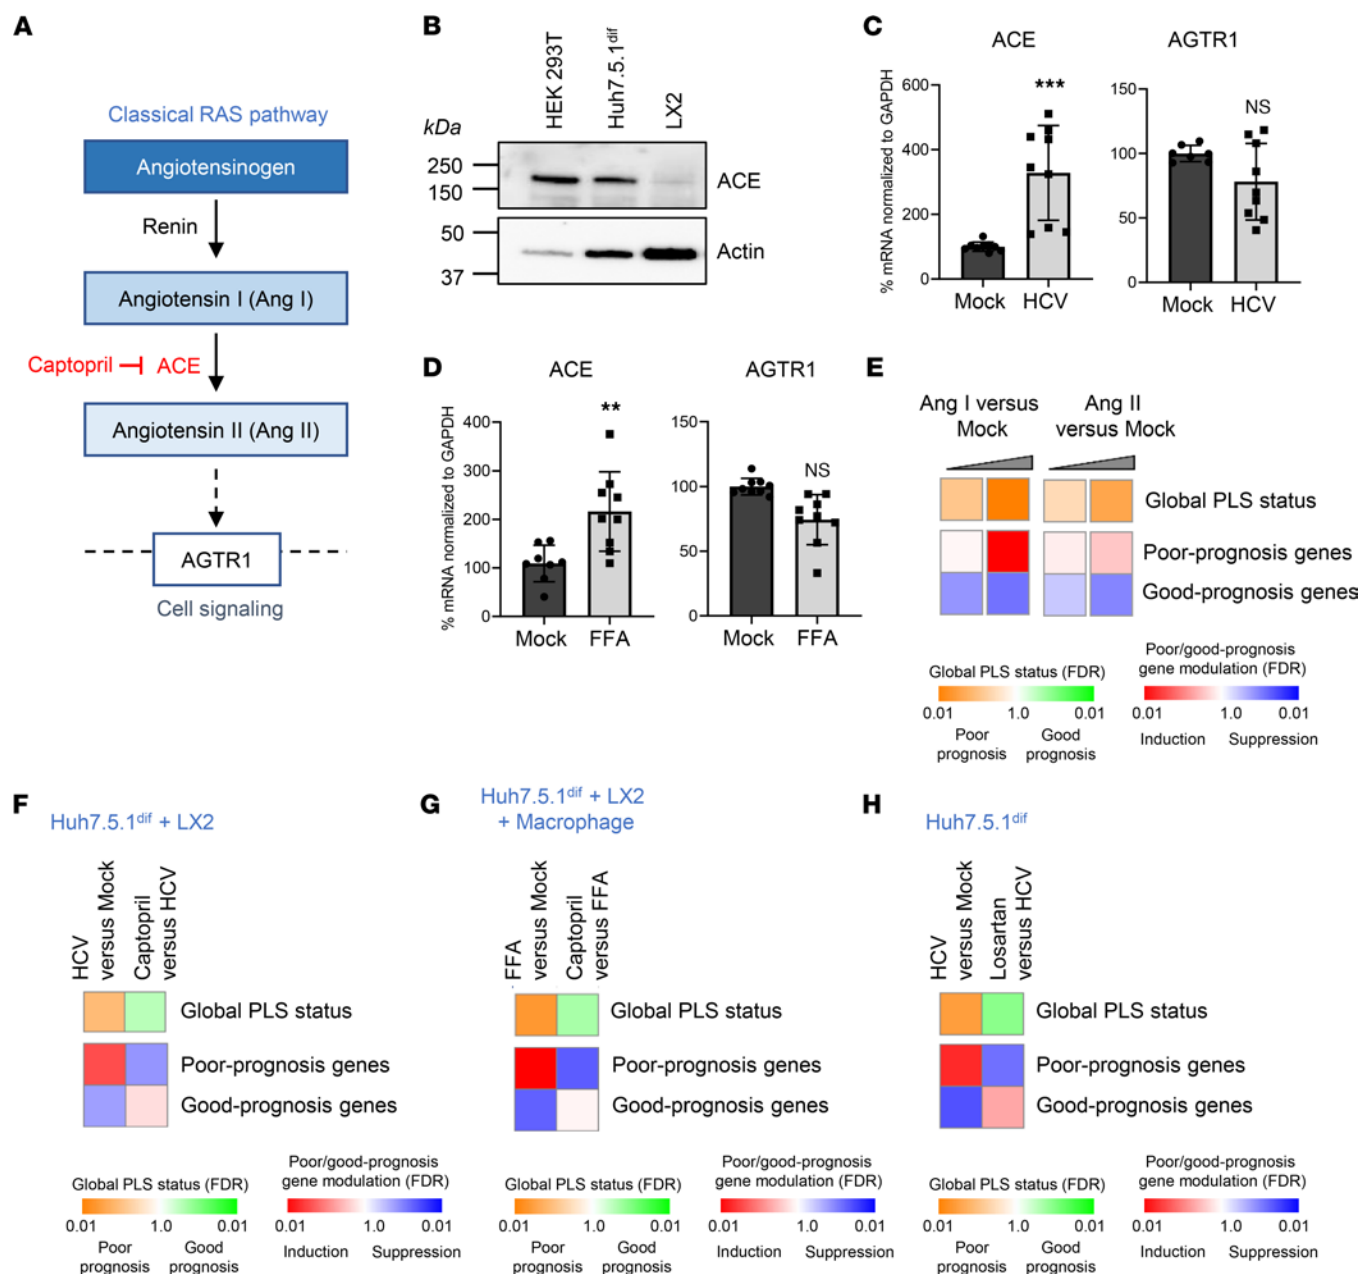 A
Classical RAS pathway
Angiotensinogen
Renin
Angiotensin I (Ang I)
Captopril
ACE
Angiotensin II (Ang II)
AGTR1
Cell signaling
B
HEK 293T
Huh7.5.1dif
LX2
kDa
250
150
ACE
50
37
Actin
C
ACE
% mRNA normalized to GAPDH
600
400
200
0
***
Mock
HCV
AGTR1
150
100
50
0
NS
Mock
HCV
D
ACE
% mRNA normalized to GAPDH
400
300
200
100
0
**
Mock
FFA
AGTR1
150
100
50
0
NS
Mock
FFA
E
Ang I versus
Mock
Ang II
versus Mock
Global PLS status
Poor-prognosis genes
Good-prognosis genes
Global PLS status (FDR)
0.01 1.0 0.01
Poor
prognosis
Good
prognosis
Poor/good-prognosis
gene modulation (FDR)
0.01 1.0 0.01
Induction Suppression
F
Huh7.5.1dif + LX2
HCV
versus Mock
Captopril
versus HCV
Global PLS status
Poor-prognosis genes
Good-prognosis genes
Global PLS status (FDR)
0.01 1.0 0.01
Poor
prognosis
Good
prognosis
Poor/good-prognosis
gene modulation (FDR)
0.01 1.0 0.01
Induction Suppression
G
Huh7.5.1dif + LX2
+ Macrophage
FFA
versus Mock
Captopril
versus FFA
Global PLS status
Poor-prognosis genes
Good-prognosis genes
Global PLS status (FDR)
0.01 1.0 0.01
Poor
prognosis
Good
prognosis
Poor/good-prognosis
gene modulation (FDR)
0.01 1.0 0.01
Induction Suppression
H
Huh7.5.1dif
HCV
versus Mock
Losartan
versus HCV
Global PLS status
Poor-prognosis genes
Good-prognosis genes
Global PLS status (FDR)
0.01 1.0 0.01
Poor
prognosis
Good
prognosis
Poor/good-prognosis
gene modulation (FDR)
0.01 1.0 0.01
Induction Suppression